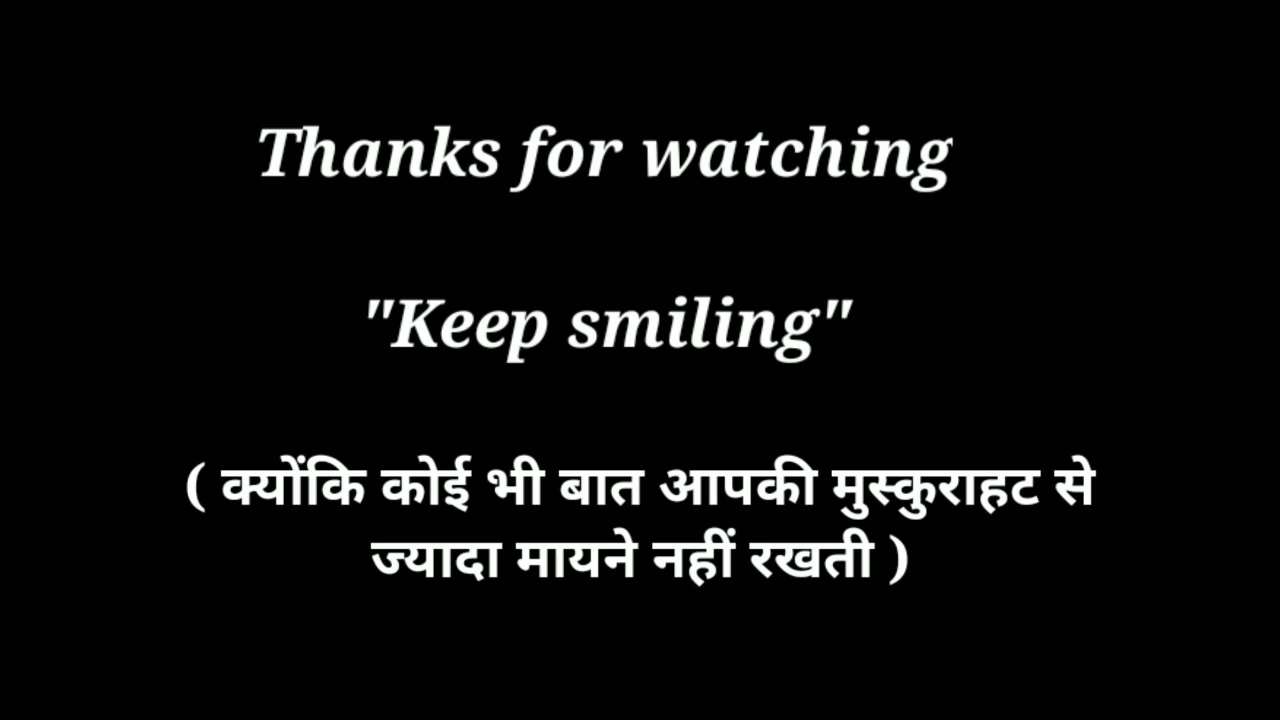 Thanks for watching
"Keep smiling"
( क्योंकि कोई भी बात आपकी मुस्कुराहट से
ज्यादा मायने नहीं रखती )